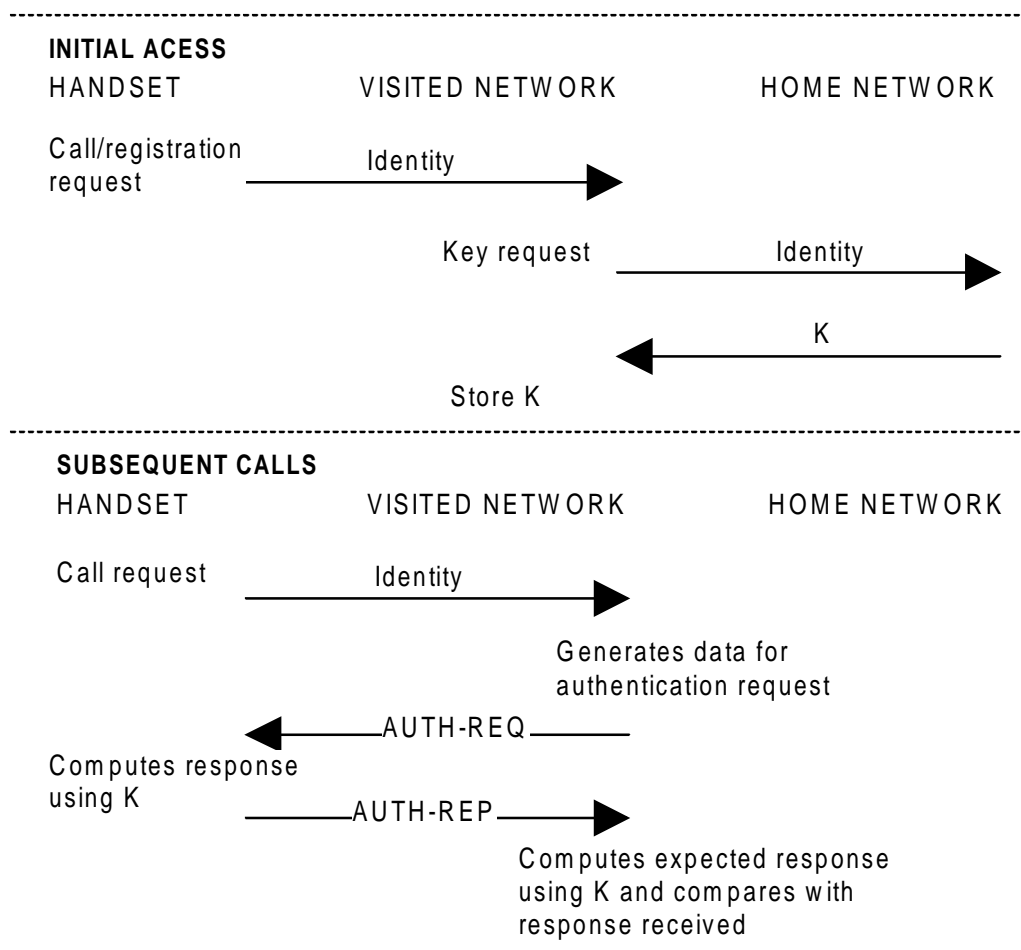 INITIAL ACESS
HANDSET VISITED NETWORK HOME NETWORK
Call/registration
request
Identity
Key request Identity
K
Store K
SUBSEQUENT CALLS
HANDSET VISITED NETWORK HOME NETWORK
Call request Identity
Generates data for
authentication request
AUTH-REQ
Computes response
using K
AUTH-REP
Computes expected response
using K and compares with
response received